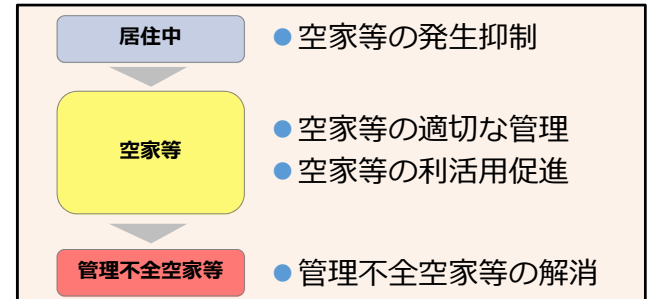 居住中
●空家等の発生抑制
空家等
●空家等の適切な管理
●空家等の利活用促進
管理不全空家等
●管理不全空家等の解消